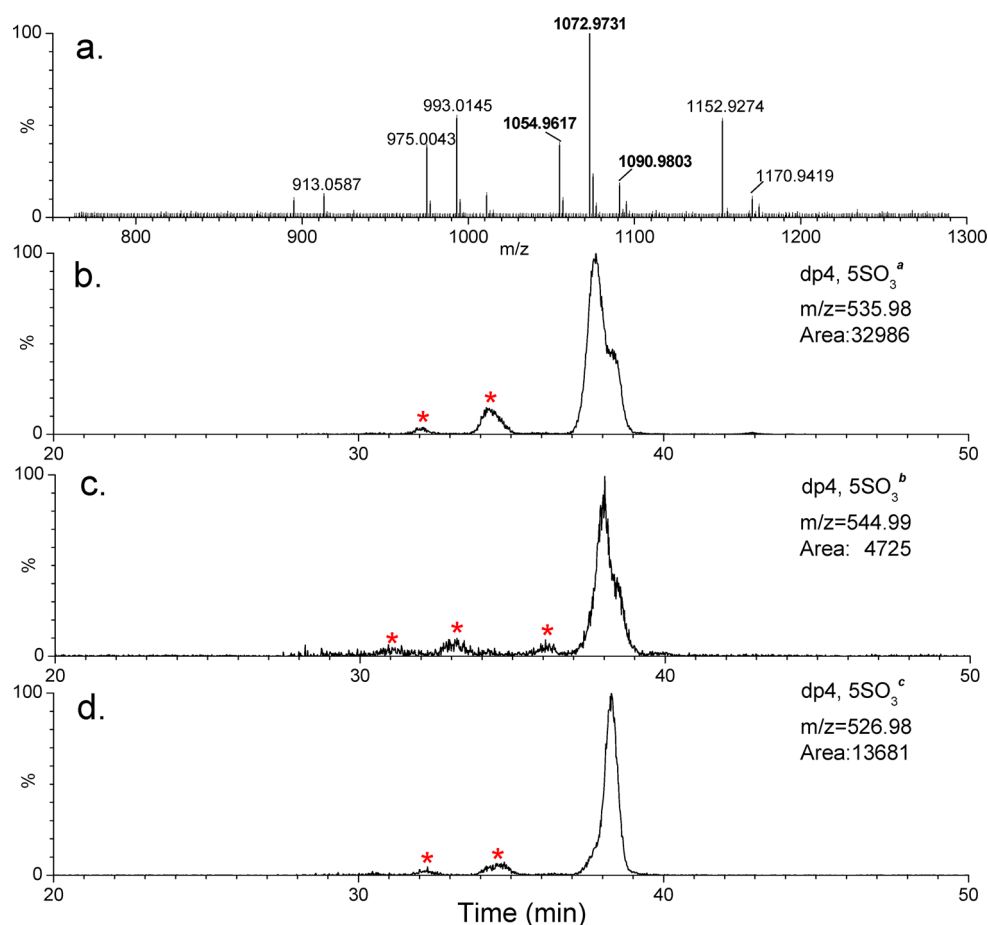 a.
100
%
0
913.0587
975.0043
993.0145
1054.9617
1072.9731
1090.9803
1152.9274
1170.9419
800 900 1000 1100 1200 1300
m/z
b.
100
%
0
*
*
dp4, 5SO3a
m/z=535.98
Area:32986
20 30 40 50
c.
100
%
0
*
*
*
dp4, 5SO3b
m/z=544.99
Area: 4725
20 30 40 50
d.
100
%
0
*
*
dp4, 5SO3c
m/z=526.98
Area:13681
20 30 40 50
Time (min)